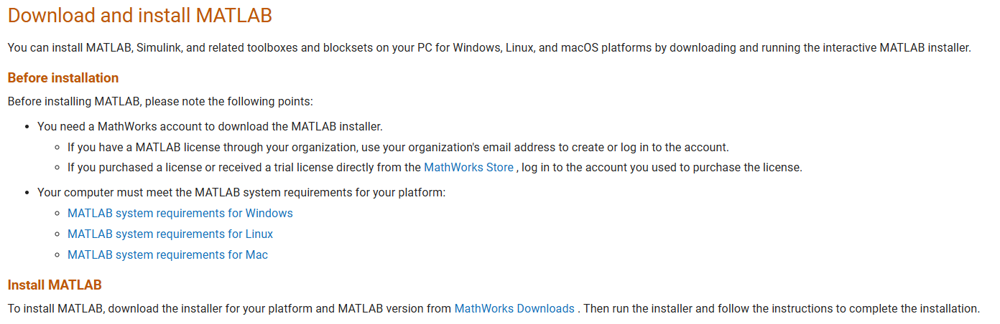 Download and install MATLAB
You can install MATLAB, Simulink, and related toolboxes and blocksets on your PC for Windows, Linux, and macOS platforms by downloading and running the interactive MATLAB installer.
Before installation
Before installing MATLAB, please note the following points:
• You need a MathWorks account to download the MATLAB installer.
◦ If you have a MATLAB license through your organization, use your organization's email address to create or log in to the account.
◦ If you purchased a license or received a trial license directly from the MathWorks Store , log in to the account you used to purchase the license.
• Your computer must meet the MATLAB system requirements for your platform:
◦ MATLAB system requirements for Windows
◦ MATLAB system requirements for Linux
◦ MATLAB system requirements for Mac
Install MATLAB
To install MATLAB, download the installer for your platform and MATLAB version from MathWorks Downloads . Then run the installer and follow the instructions to complete the installation.